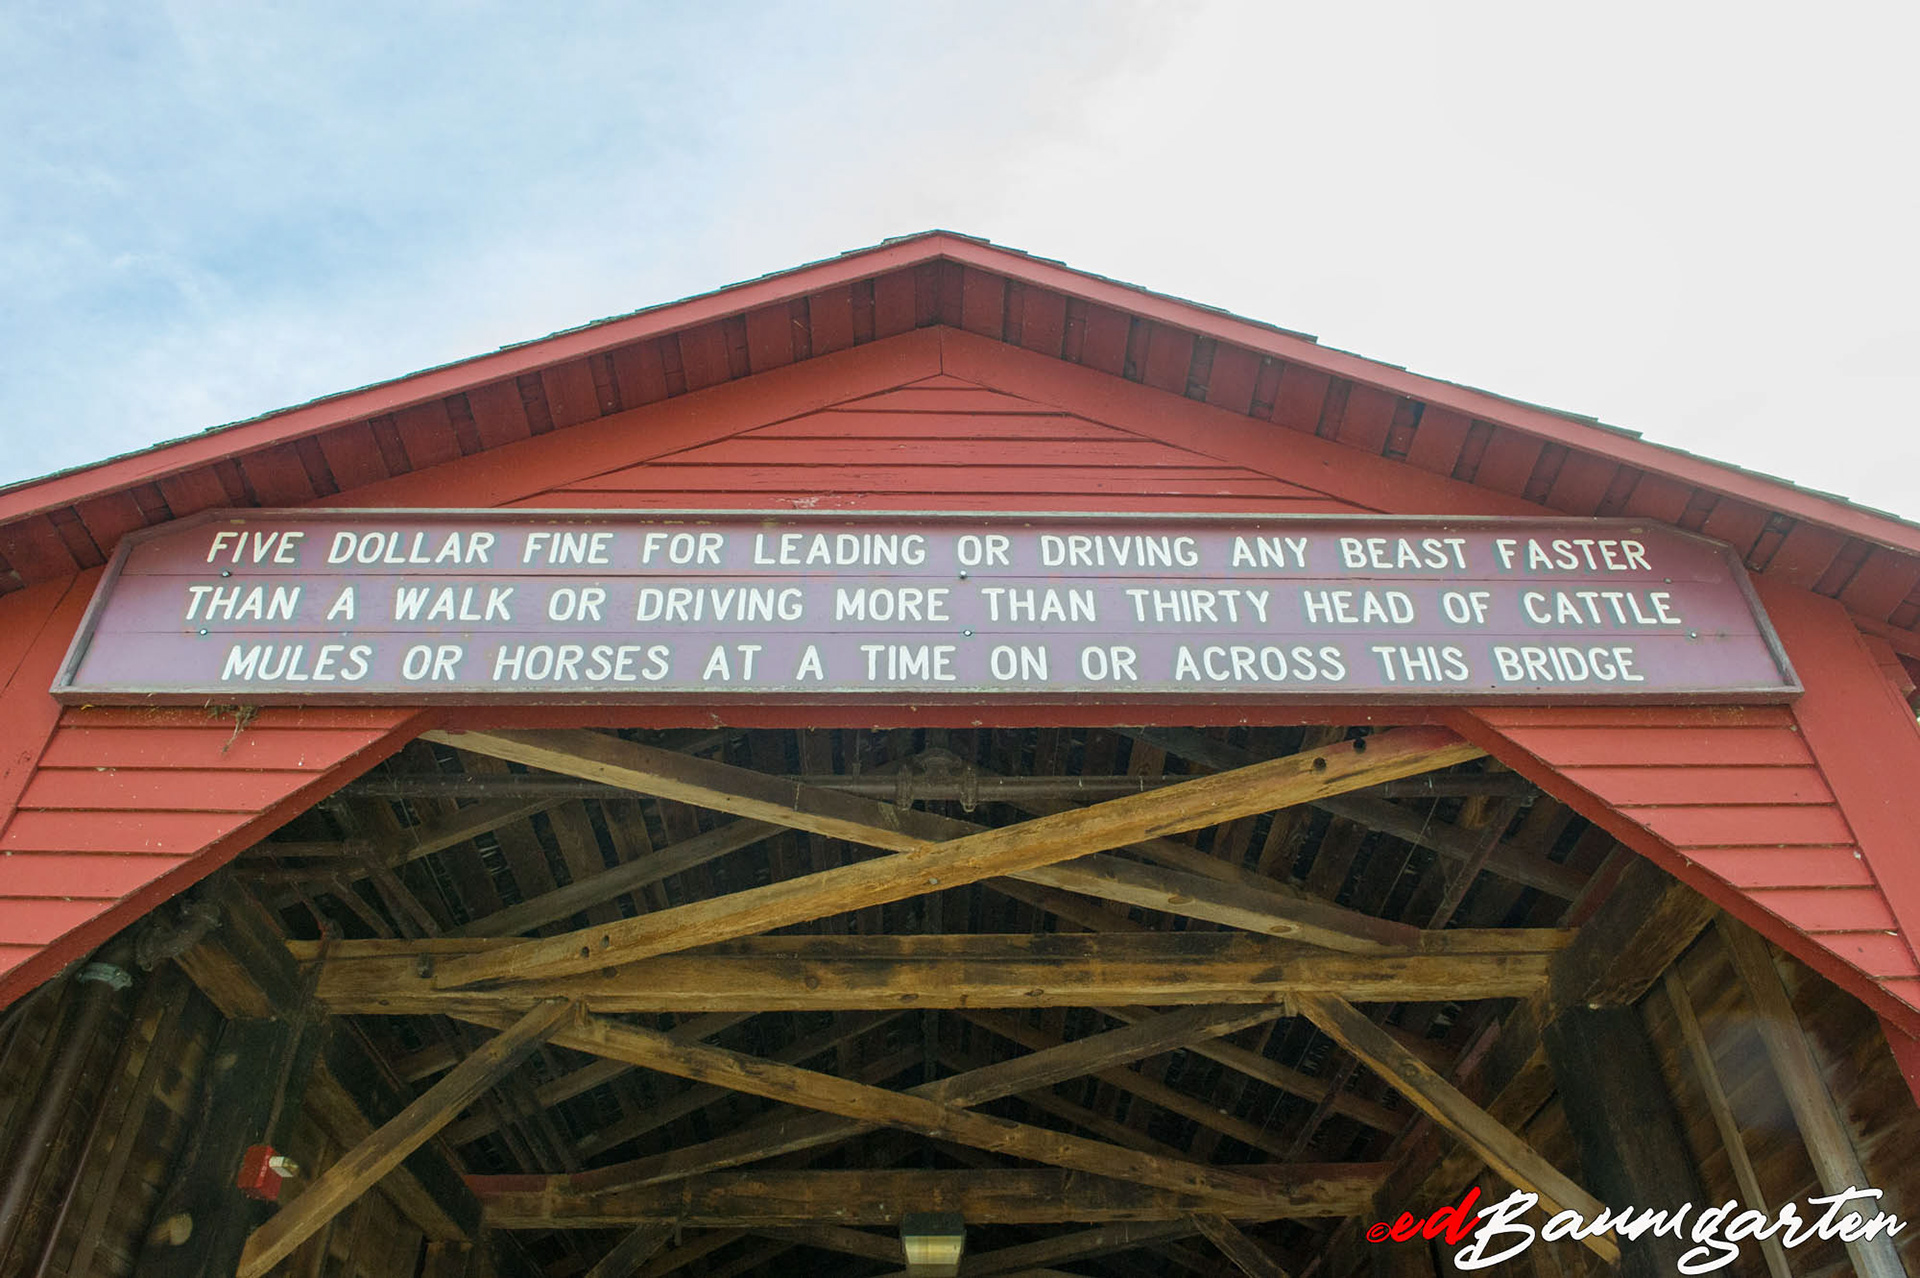 FIVE DOLLAR FINE FOR LEADING OR DRIVING ANY BEAST FASTER
THAN A WALK OR DRIVING MORE THAN THIRTY HEAD OF CATTLE
MULES OR HORSES AT A TIME ON OR ACROSS THIS BRIDGE
©edBaumgarten